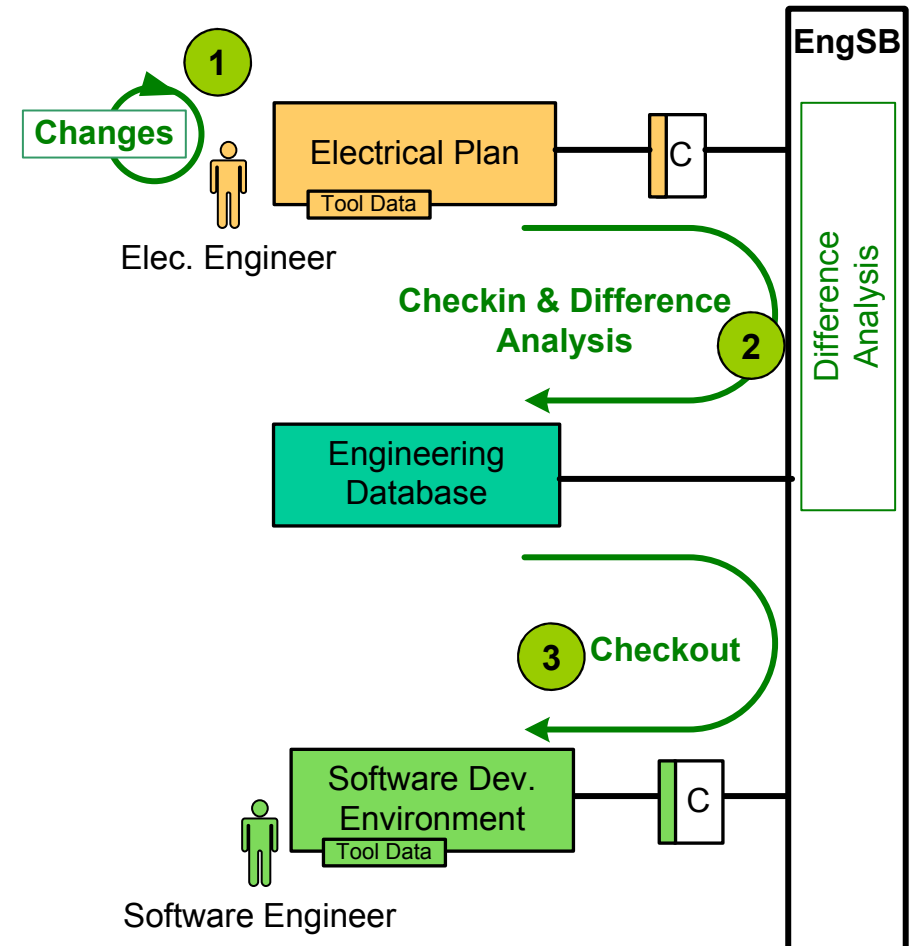 EngSB
1
Changes
Electrical Plan
C
Tool Data
Elec. Engineer
Checkin & Difference
Analysis
2
Difference
Analysis
Engineering
Database
3
Checkout
Software Dev.
Environment
C
Tool Data
Software Engineer